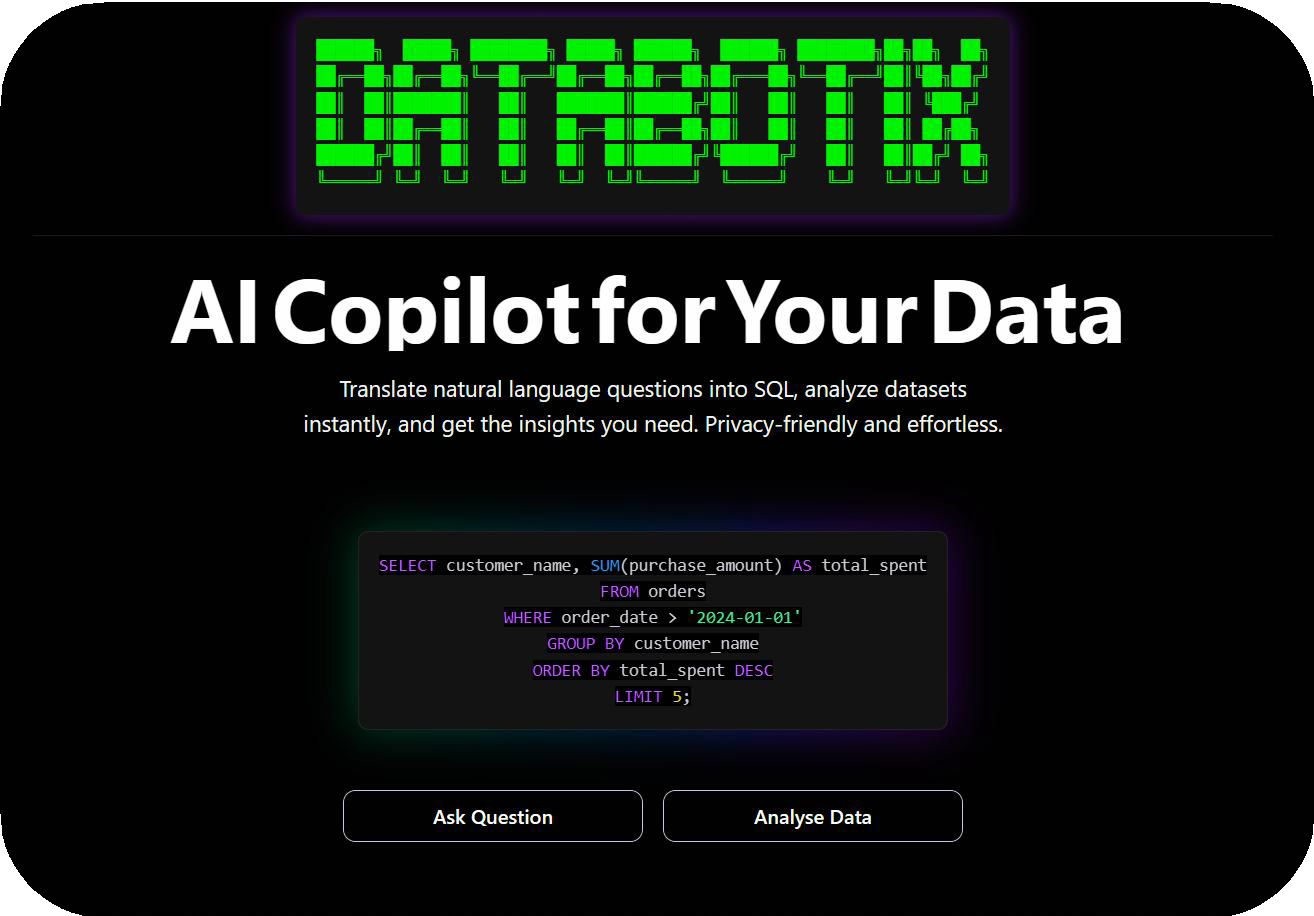 DATABOTIX
AI Copilot for Your Data
Translate natural language questions into SQL, analyze datasets
instantly, and get the insights you need. Privacy-friendly and effortless.
SELECT customer_name, SUM(purchase_amount) AS total_spent
FROM orders
WHERE order_date > '2024-01-01'
GROUP BY customer_name
ORDER BY total_spent DESC
LIMIT 5;
Ask Question
Analyse Data